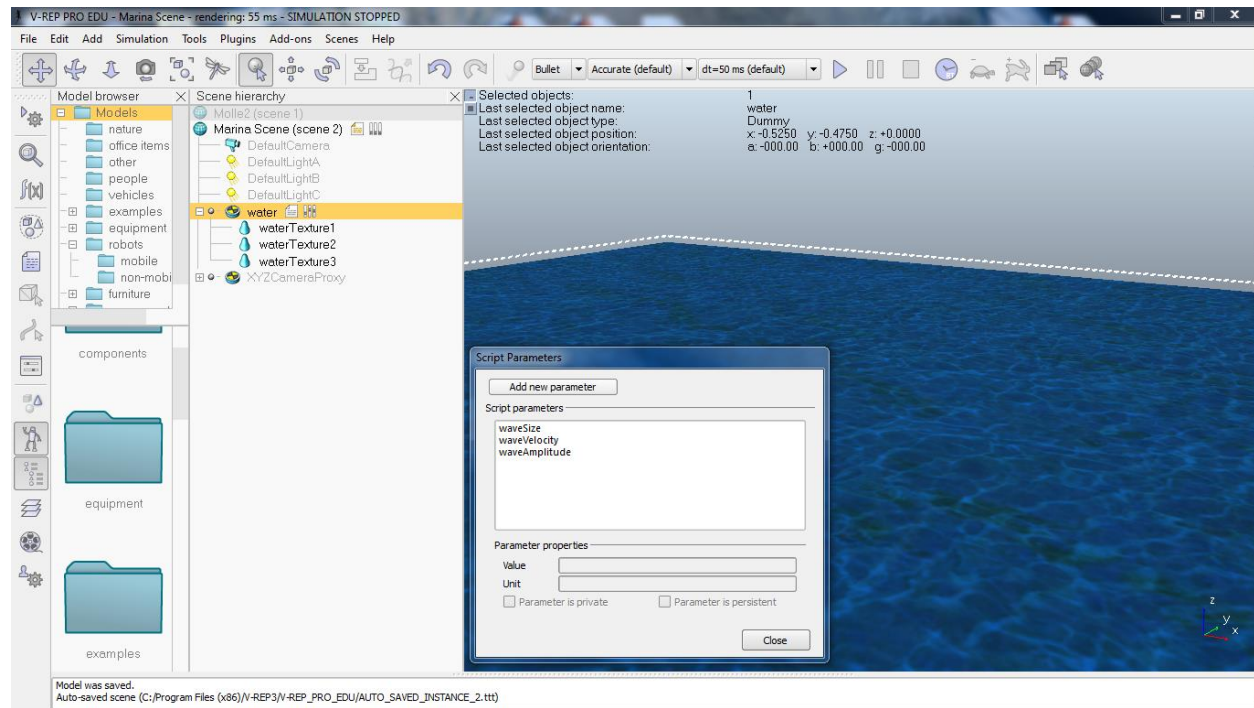 V-REP PRO EDU - Marina Scene - rendering: 55 ms - SIMULATION STOPPED
File Edit Add Simulation Tools Plugins Add-ons Scenes Help
Bullet Accurate (default) dt=50 ms (default)
Model browser
Models
nature
office items
other
people
vehicles
examples
equipment
robots
mobile
non-mobi
furniture
components
equipment
examples
Scene hierarchy
Molle2 (scene 1)
Marina Scene (scene 2)
DefaultCamera
DefaultLightA
DefaultLightB
DefaultLightC
water
waterTexture1
waterTexture2
waterTexture3
XYZCameraProxy
Selected objects: 1
Last selected object name: water
Last selected object type: Dummy
Last selected object position: x: -0.5250 y: -0.4750 z: +0.0000
Last selected object orientation: a: -000.00 b: +000.00 g: -000.00
Script Parameters
Add new parameter
Script parameters
waveSize
waveVelocity
waveAmplitude
Parameter properties
Value
Unit
Parameter is private Parameter is persistent
Close
z
y
x
Model was saved.
Auto-saved scene (C:/Program Files (x86)/V-REP3/V-REP_PRO_EDU/AUTO_SAVED_INSTANCE_2.ttt)